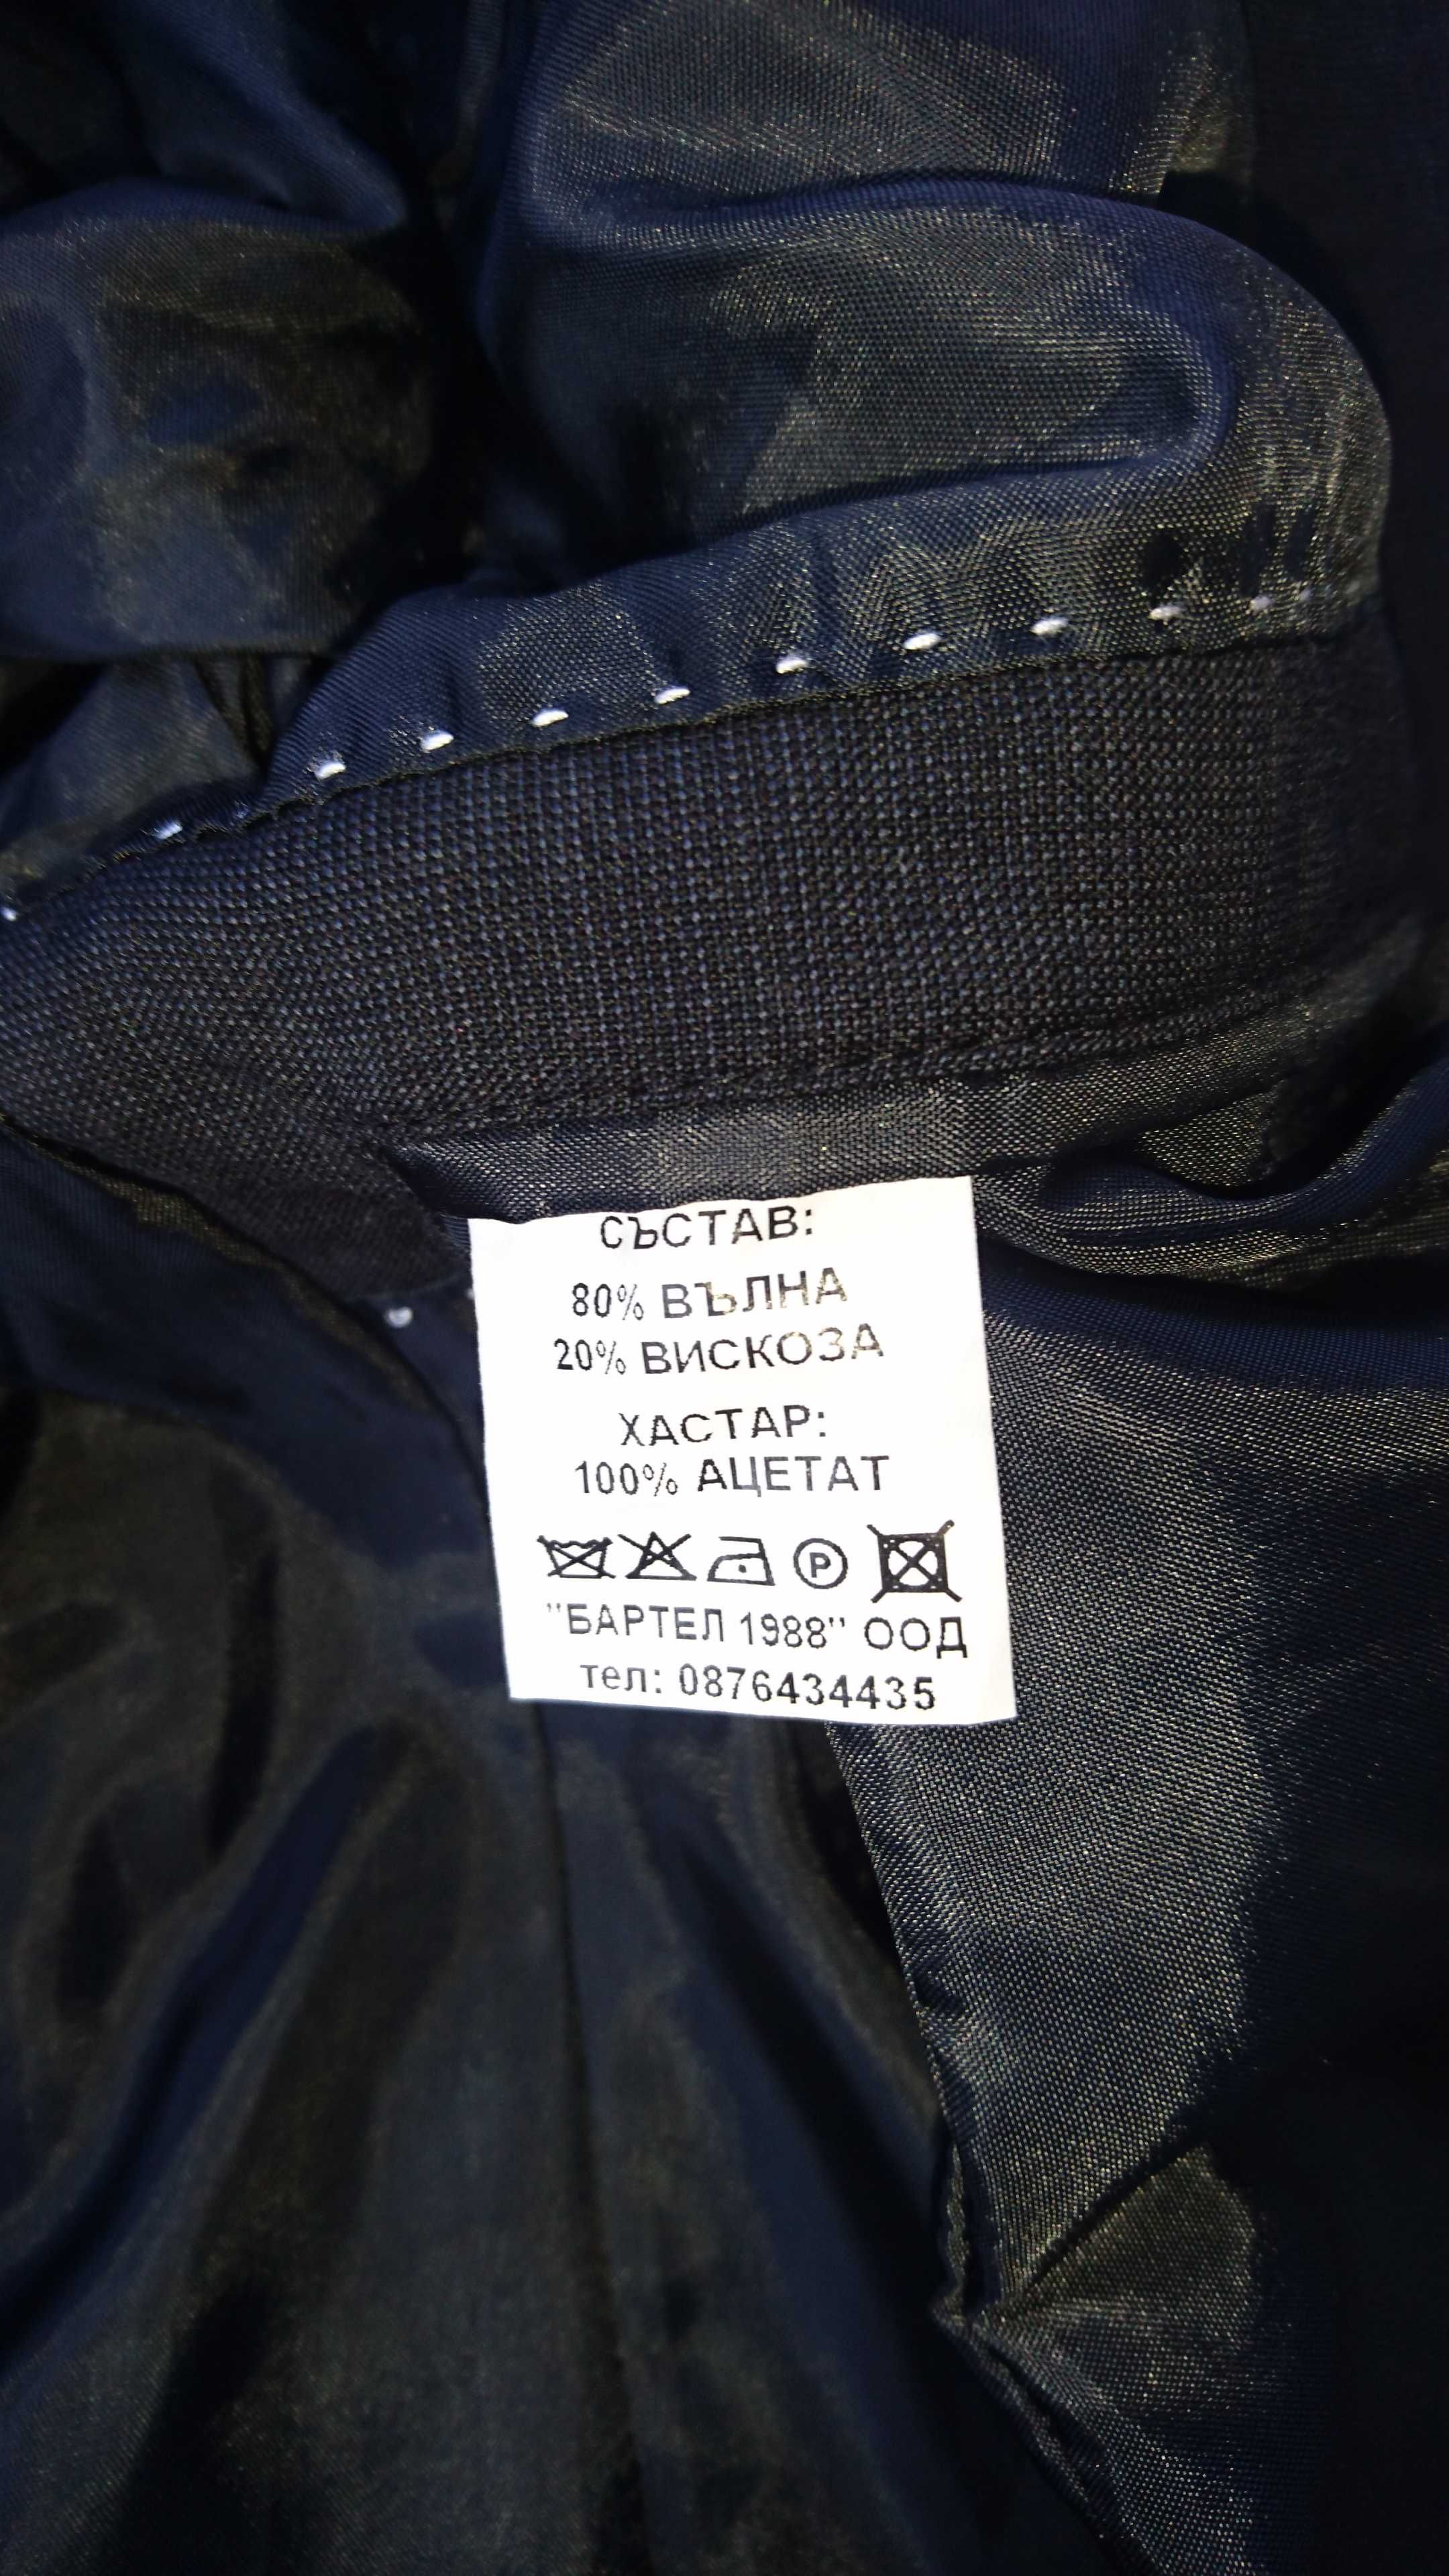 СЪСТАВ:
80% ВЪЛНА
20% ВИСКОЗА
ХАСТАР:
100% АЦЕТАТ
P
"БАРТЕЛ 1988" ООД
тел: 0876434435